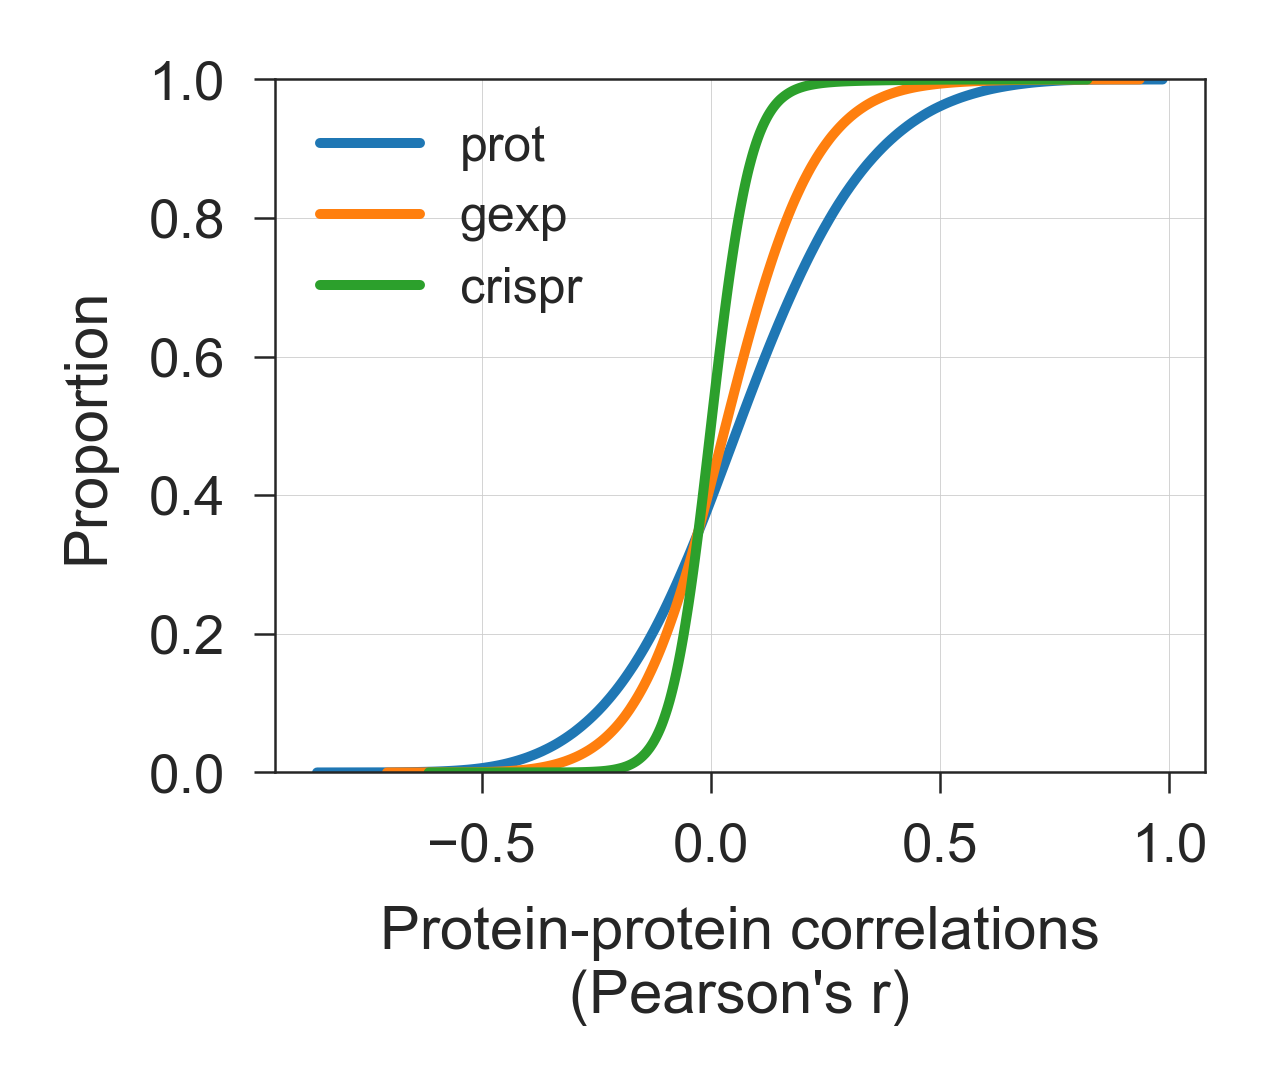 1.0
0.8
0.6
0.4
0.2
0.0
Proportion
prot
gexp
crispr
−0.5 0.0 0.5 1.0
Protein-protein correlations
(Pearson's r)